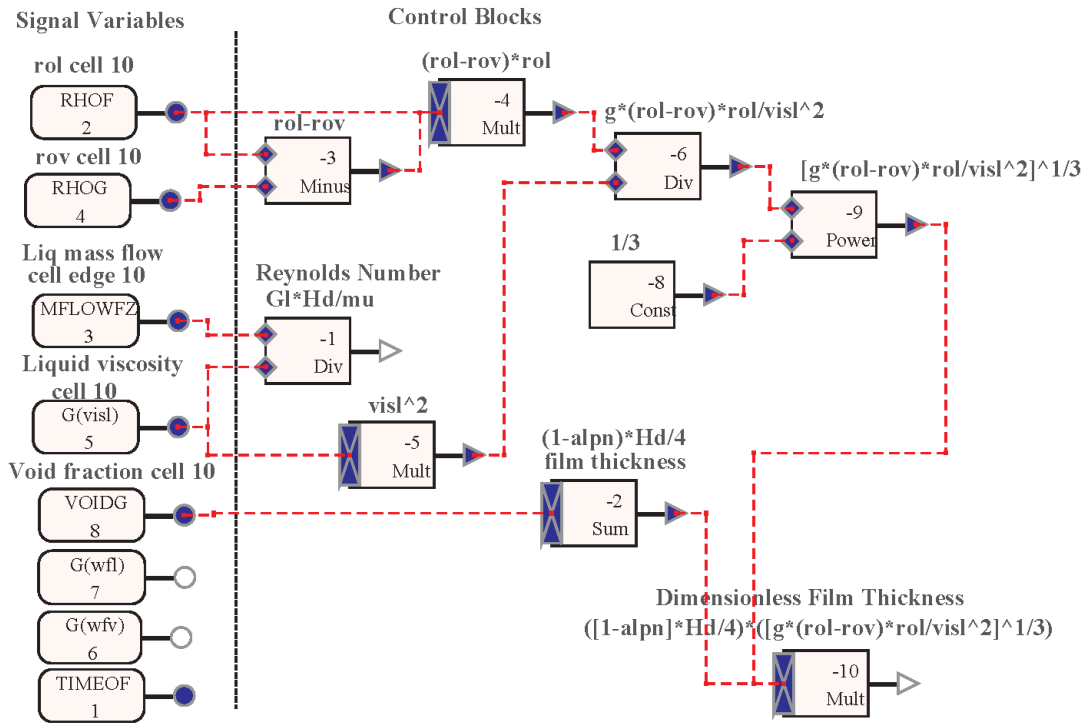 Signal Variables
Control Blocks
rol cell 10
RHOF
2
rov cell 10
RHOG
4
Liq mass flow
cell edge 10
MFLOWFZ
3
Liquid viscosity
cell 10
G(visl)
5
Void fraction cell 10
VOIDG
8
G(wfl)
7
G(wfv)
6
TIMEOF
1
(rol-rov)*rol
-4
Mult
rol-rov
-3
Minus
g*(rol-rov)*rol/visl^2
-6
Div
[g*(rol-rov)*rol/visl^2]^1/3
-9
Power
1/3
-8
Const
Reynolds Number
Gl*Hd/mu
-1
Div
visl^2
-5
Mult
(1-alpn)*Hd/4
film thickness
-2
Sum
Dimensionless Film Thickness
([1-alpn]*Hd/4)*([g*(rol-rov)*rol/visl^2]^1/3)
-10
Mult